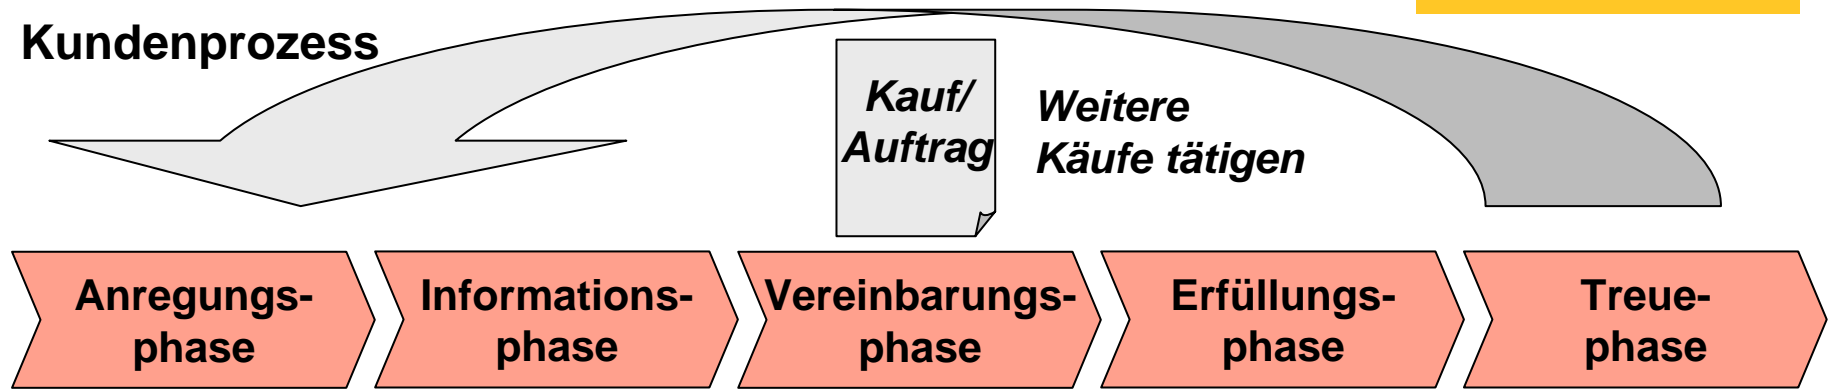 Kundenprozess
Kauf/
Auftrag
Weitere
Käufe tätigen
Anregungs-
phase
Informations-
phase
Vereinbarungs-
phase
Erfüllungs-
phase
Treue-
phase